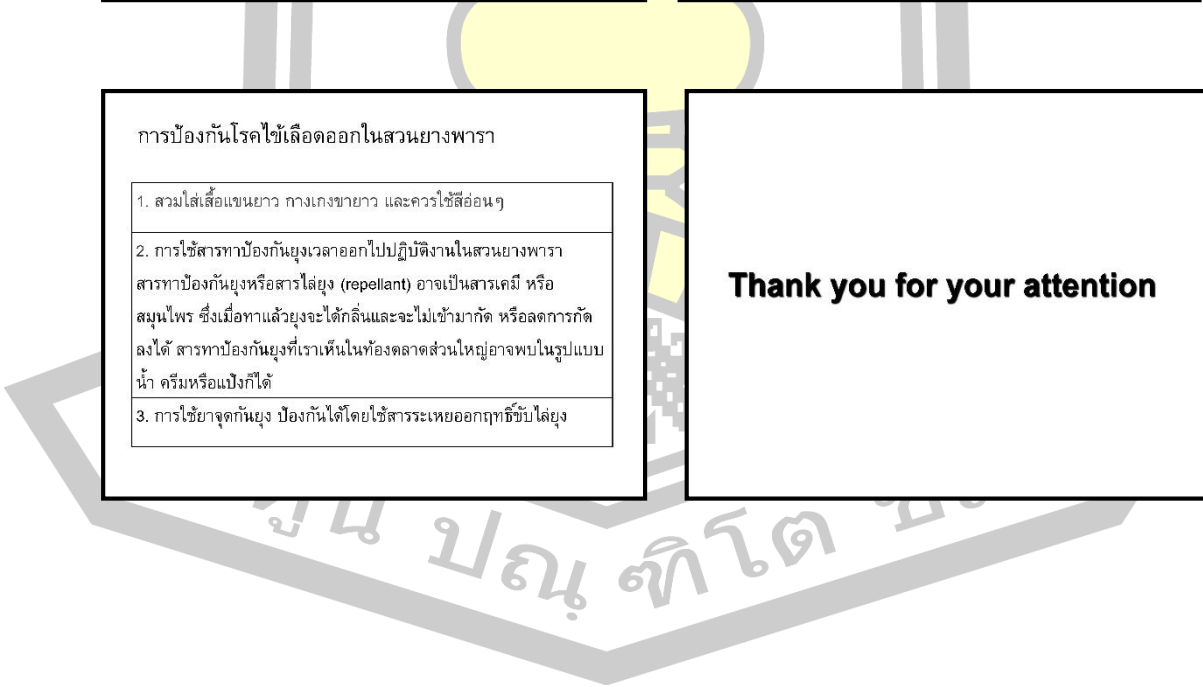 การป้องกันโรคไข้เลือดออกในสวนยางพารา
1. สวมใส่เสื้อแขนยาว กางเกงขายาว และควรใช้สีอ่อนๆ
2. การใช้สารทาป้องกันยุงเวลาออกไปปฏิบัติงานในสวนยางพารา
สารทาป้องกันยุงหรือสารไล่ยุง (repellant) อาจเป็นสารเคมี หรือ
สมุนไพร ซึ่งเมื่อทาแล้วยุงจะได้กลิ่นและจะไม่เข้ามากัด หรือลดการกัด
ลงได้ สารทาป้องกันยุงที่เราเห็นในท้องตลาดส่วนใหญ่อาจพบในรูปแบบ
น้ำ ครีมหรือแป้งก็ได้
3. การใช้ยาจุดกันยุง ป้องกันได้โดยใช้สารระเหยออกฤทธิ์ขับไล่ยุง
Thank you for your attention
ปณฺฑิโต